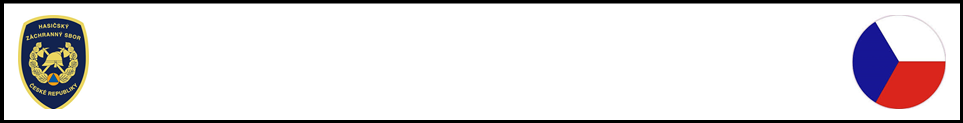 HASIČSKÝ
ZÁCHRANNÝ SBOR
ČESKÉ REPUBLIKY